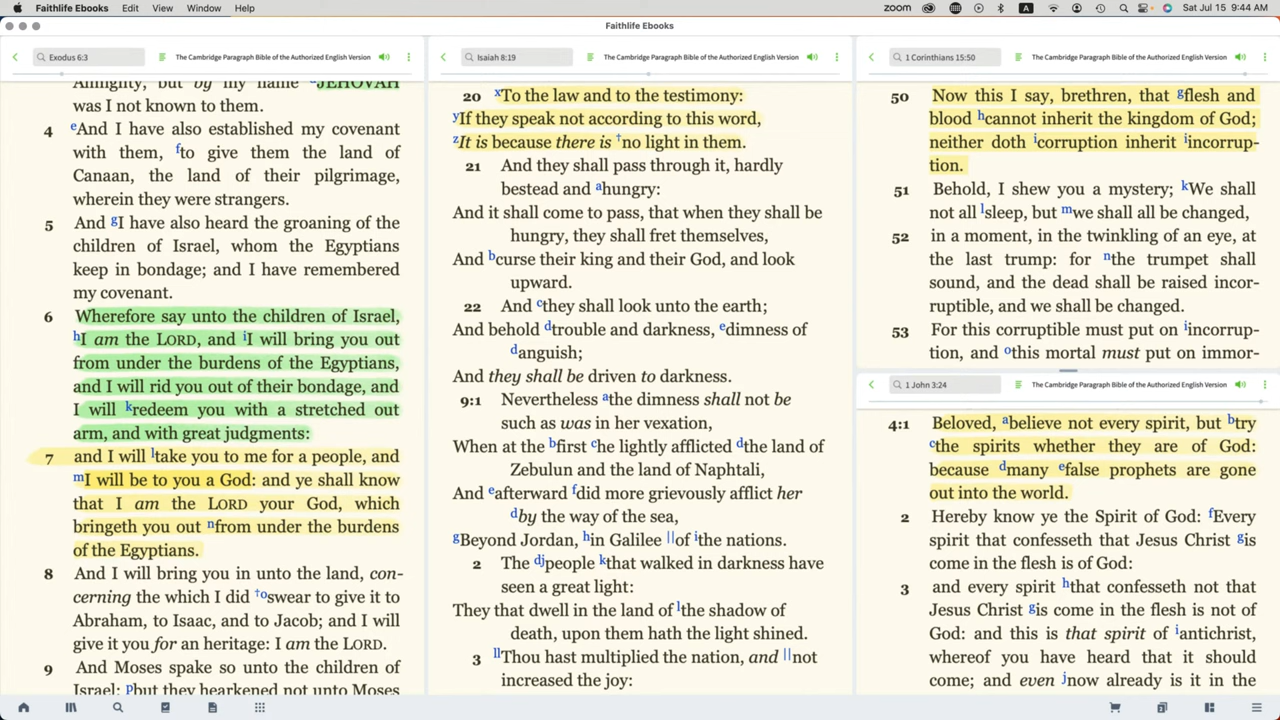 Faithlife Ebooks Edit View Window Help zoom A Sat Jul 15 9:44 AM
Faithlife Ebooks
Exodus 6:3 The Cambridge Paragraph Bible of the Authorized English Version
Almighty, but by my name JEHOVAH
was I not known to them.
4 eAnd I have also established my covenant
with them, fto give them the land of
Canaan, the land of their pilgrimage,
wherein they were strangers.
5 And gI have also heard the groaning of the
children of Israel, whom the Egyptians
keep in bondage; and I have remembered
my covenant.
6 Wherefore say unto the children of Israel,
hI am the LORD, and iI will bring you out
from under the burdens of the Egyptians,
and I will rid you out of their bondage, and
I will kredeem you with a stretched out
arm, and with great judgments:
7 and I will ltake you to me for a people, and
mI will be to you a God: and ye shall know
that I am the LORD your God, which
bringeth you out nfrom under the burdens
of the Egyptians.
8 And I will bring you in unto the land, con-
cerning the which I did †oswear to give it to
Abraham, to Isaac, and to Jacob; and I will
give it you for an heritage: I am the LORD.
9 And Moses spake so unto the children of
Israel: pbut they hearkened not unto Moses
Isaiah 8:19 The Cambridge Paragraph Bible of the Authorized English Version
20 xTo the law and to the testimony:
yIf they speak not according to this word,
zIt is because there is †no light in them.
21 And they shall pass through it, hardly
bestead and ahungry:
And it shall come to pass, that when they shall be
hungry, they shall fret themselves,
And bcurse their king and their God, and look
upward.
22 And cthey shall look unto the earth;
And behold dtrouble and darkness, edimness of
danguish;
And they shall be driven to darkness.
9:1 Nevertheless athe dimness shall not be
such as was in her vexation,
When at the bfirst che lightly afflicted dthe land of
Zebulun and the land of Naphtali,
And eafterward fdid more grievously afflict her
dby the way of the sea,
gBeyond Jordan, hin Galilee ||of ithe nations.
2 The djpeople kthat walked in darkness have
seen a great light:
They that dwell in the land of lthe shadow of
death, upon them hath the light shined.
3 llThou hast multiplied the nation, and ||not
increased the joy:
1 Corinthians 15:50 The Cambridge Paragraph Bible of the Authorized English Version
50 Now this I say, brethren, that gflesh and
blood hcannot inherit the kingdom of God;
neither doth icorruption inherit iincorrup-
tion.
51 Behold, I shew you a mystery; kWe shall
not all lsleep, but mwe shall all be changed,
52 in a moment, in the twinkling of an eye, at
the last trump: for nthe trumpet shall
sound, and the dead shall be raised incor-
ruptible, and we shall be changed.
53 For this corruptible must put on iincorrup-
tion, and othis mortal must put on immor-
1 John 3:24 The Cambridge Paragraph Bible of the Authorized English Version
4:1 Beloved, abelieve not every spirit, but btry
cthe spirits whether they are of God:
because dmany efalse prophets are gone
out into the world.
2 Hereby know ye the Spirit of God: fEvery
spirit that confesseth that Jesus Christ gis
come in the flesh is of God:
3 and every spirit hthat confesseth not that
Jesus Christ gis come in the flesh is not of
God: and this is that spirit of iantichrist,
whereof you have heard that it should
come; and even jnow already is it in the